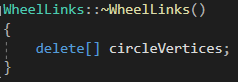 WheelLinks::~WheelLinks()
{
    delete[] circleVertices;
}